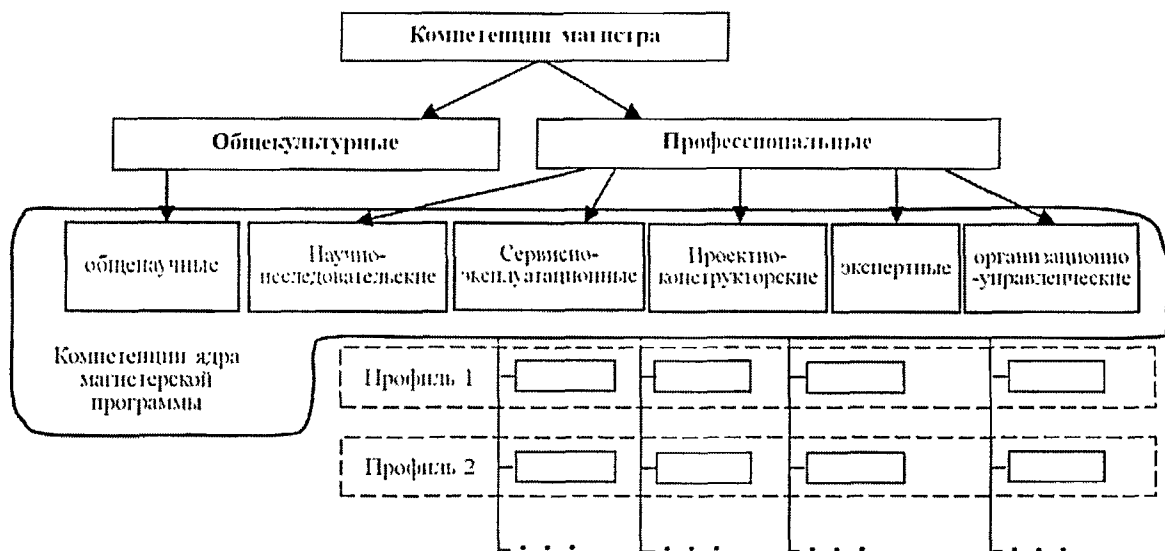 Компетенции магистра
Общекультурные
Профессиональные
общенаучные
Научно-
исследовательские
Сервисно-
эксплуатационные
Проектно-
конструкторские
экспертные
организационно
-управленческие
Компетенции ядра
магистерской
программы
Профиль 1
Профиль 2
. . .
. . .
. . .
. . .